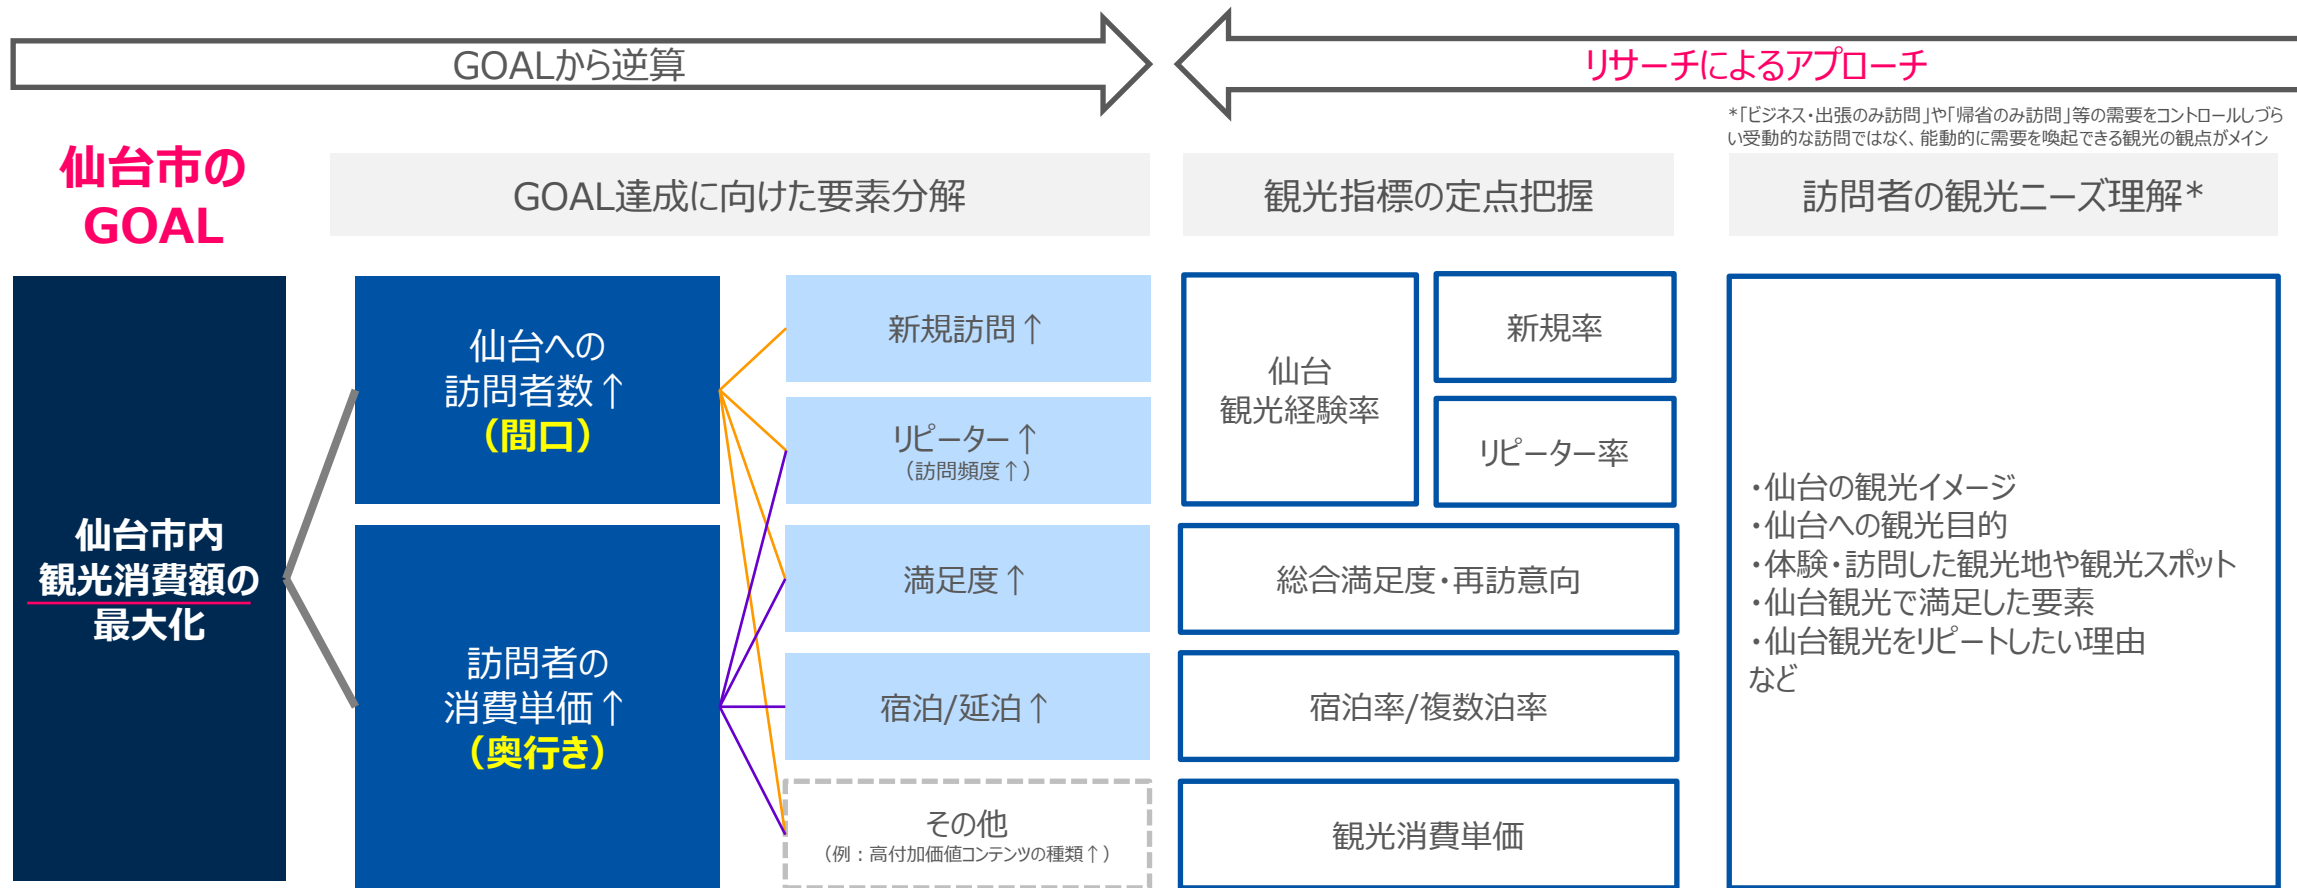 GOALから逆算
リサーチによるアプローチ
*「ビジネス・出張のみ訪問」や「帰省のみ訪問」等の需要をコントロールしづら
い受動的な訪問ではなく、能動的に需要を喚起できる観光の観点がメイン
仙台市の
GOAL
GOAL達成に向けた要素分解
観光指標の定点把握
訪問者の観光ニーズ理解*
仙台市内
観光消費額の
最大化
仙台への
訪問者数↑
（間口）
訪問者の
消費単価↑
（奥行き）
新規訪問↑
リピーター↑
（訪問頻度↑）
満足度↑
宿泊/延泊↑
その他
（例：高付加価値コンテンツの種類↑）
仙台
観光経験率
新規率
リピーター率
総合満足度・再訪意向
宿泊率/複数泊率
観光消費単価
・仙台の観光イメージ
・仙台への観光目的
・体験・訪問した観光地や観光スポット
・仙台観光で満足した要素
・仙台観光をリピートしたい理由
など